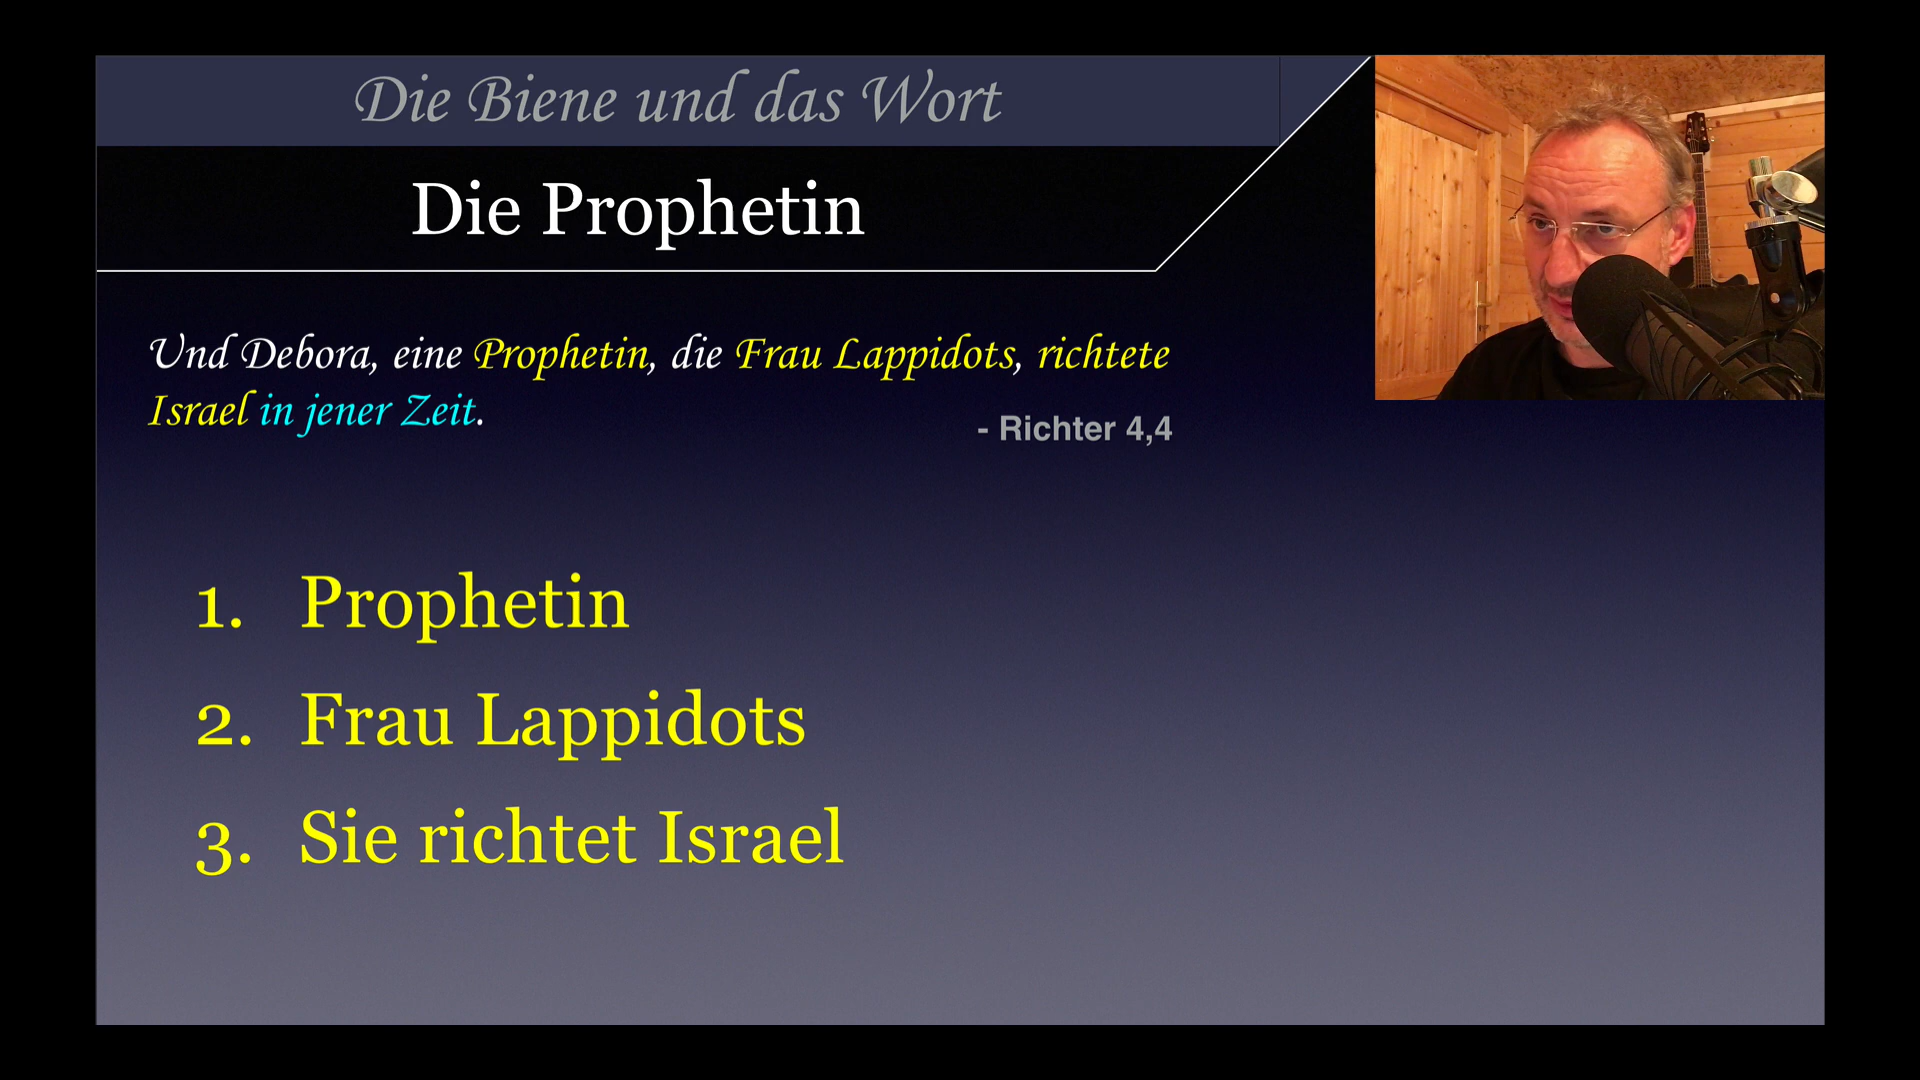 Die Biene und das Wort
Die Prophetin
Und Debora, eine Prophetin, die Frau Lappidots, richtete
Israel in jener Zeit.
- Richter 4,4
1. Prophetin
2. Frau Lappidots
3. Sie richtet Israel